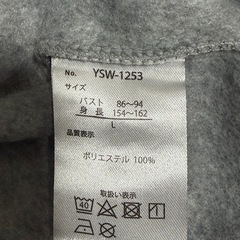 No. YSW-1253
サイズ
バスト 86〜94
身長 154〜162
L
品質表示
ポリエステル 100%
取扱い表示
40